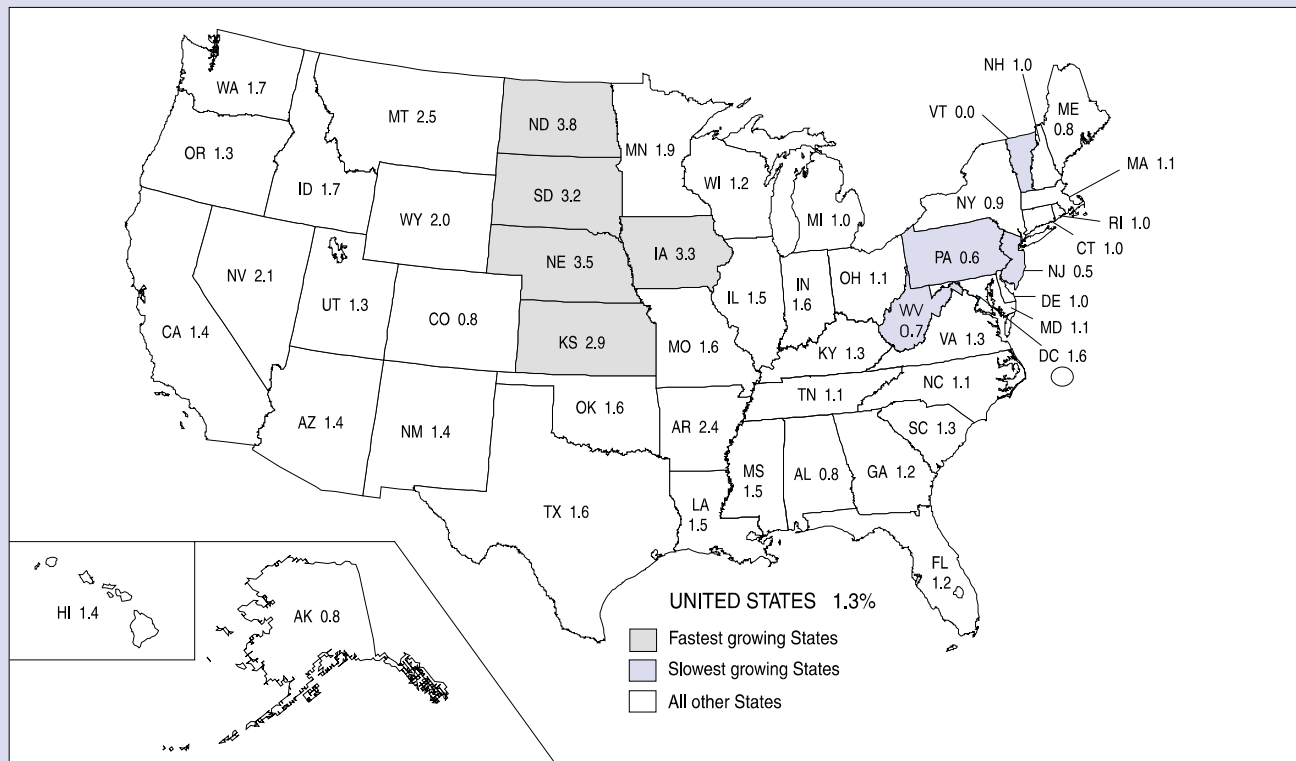 NH 1.0
WA 1.7
VT 0.0
ME
0.8
MT 2.5
ND 3.8
MN 1.9
OR 1.3
MA 1.1
ID 1.7
WI 1.2
SD 3.2
NY 0.9
WY 2.0
MI 1.0
RI 1.0
CT 1.0
IA 3.3
PA 0.6
NE 3.5
NJ 0.5
NV 2.1
OH 1.1
IN
1.6
IL 1.5
DE 1.0
UT 1.3
WV
0.7
CO 0.8
MD 1.1
CA 1.4
VA 1.3
KS 2.9
MO 1.6
KY 1.3
DC 1.6
NC 1.1
TN 1.1
OK 1.6
AZ 1.4
NM 1.4
AR 2.4
SC 1.3
MS
1.5
AL 0.8
GA 1.2
LA
1.5
TX 1.6
FL
1.2
HI 1.4
AK 0.8
UNITED STATES 1.3%
Fastest growing States
Slowest growing States
All other States